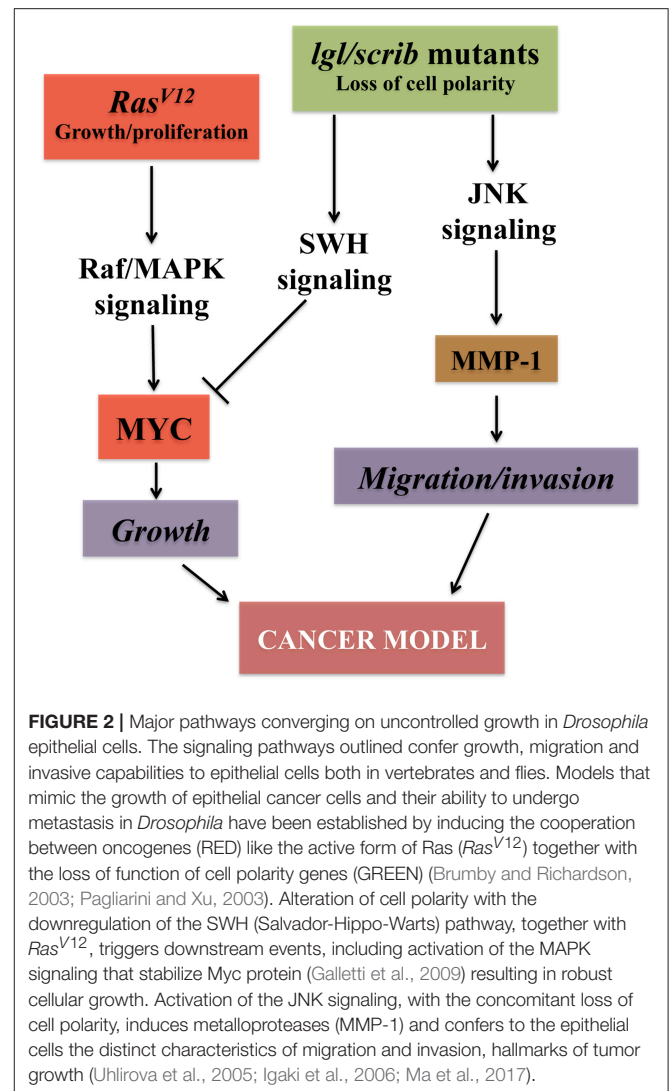 lgl/scrib mutants
Loss of cell polarity
Ras^V12
Growth/proliferation
JNK
signaling
SWH
signaling
Raf/MAPK
signaling
MMP-1
MYC
Migration/invasion
Growth
CANCER MODEL
FIGURE 2 | Major pathways converging on uncontrolled growth in Drosophila
epithelial cells. The signaling pathways outlined confer growth, migration and
invasive capabilities to epithelial cells both in vertebrates and flies. Models that
mimic the growth of epithelial cancer cells and their ability to undergo
metastasis in Drosophila have been established by inducing the cooperation
between oncogenes (RED) like the active form of Ras (Ras^V12) together with
the loss of function of cell polarity genes (GREEN) (Brumby and Richardson,
2003; Pagliarini and Xu, 2003). Alteration of cell polarity with the
downregulation of the SWH (Salvador-Hippo-Warts) pathway, together with
Ras^V12, triggers downstream events, including activation of the MAPK
signaling that stabilize Myc protein (Galletti et al., 2009) resulting in robust
cellular growth. Activation of the JNK signaling, with the concomitant loss of
cell polarity, induces metalloproteases (MMP-1) and confers to the epithelial
cells the distinct characteristics of migration and invasion, hallmarks of tumor
growth (Uhlirova et al., 2005; Igaki et al., 2006; Ma et al., 2017).